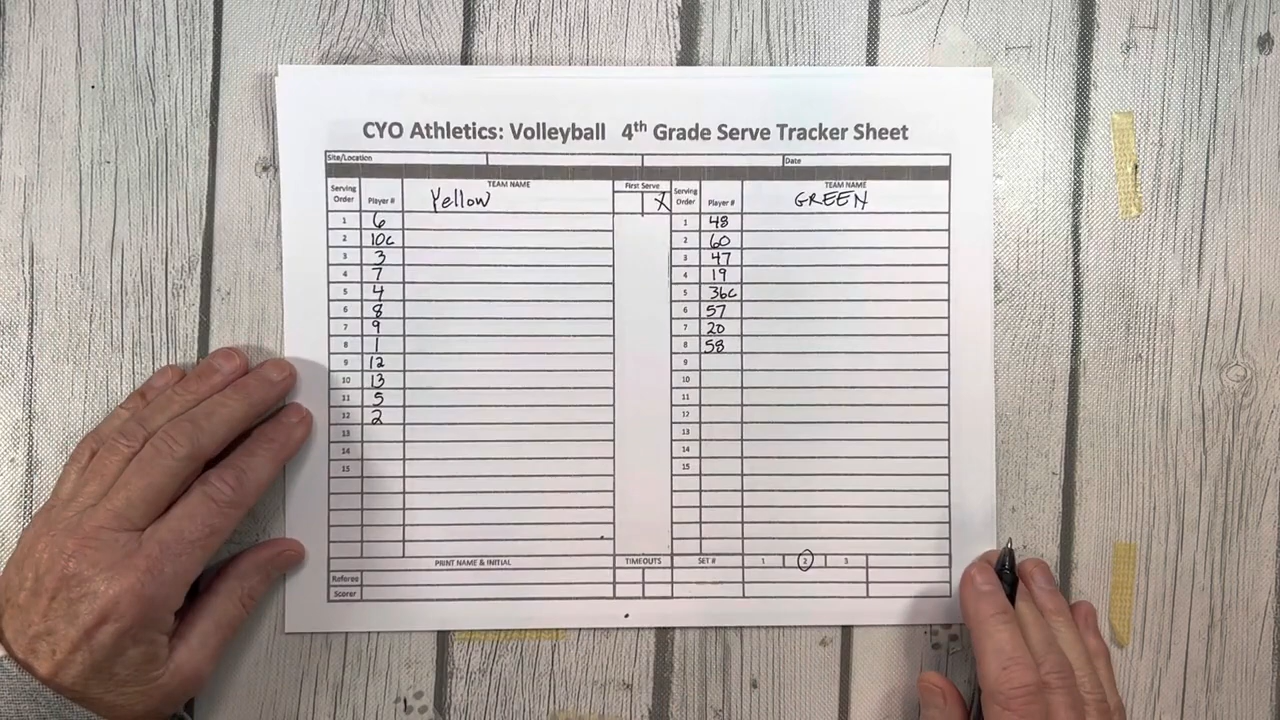 CYO Athletics: Volleyball 4th Grade Serve Tracker Sheet
Site/Location Date
Serving Order Player # TEAM NAME Yellow First Serve X Serving Order Player # TEAM NAME GREEN
1 6 1 48
2 10c 2 60
3 3 3 47
4 7 4 19
5 4 5 36c
6 8 6 57
7 9 7 20
8 1 8 58
9 12 9
10 13 10
11 5 11
12 2 12
13 13
14 14
15 15
PRINT NAME & INITIAL TIMEOUTS SET # 1 2 3
Referee
Scorer